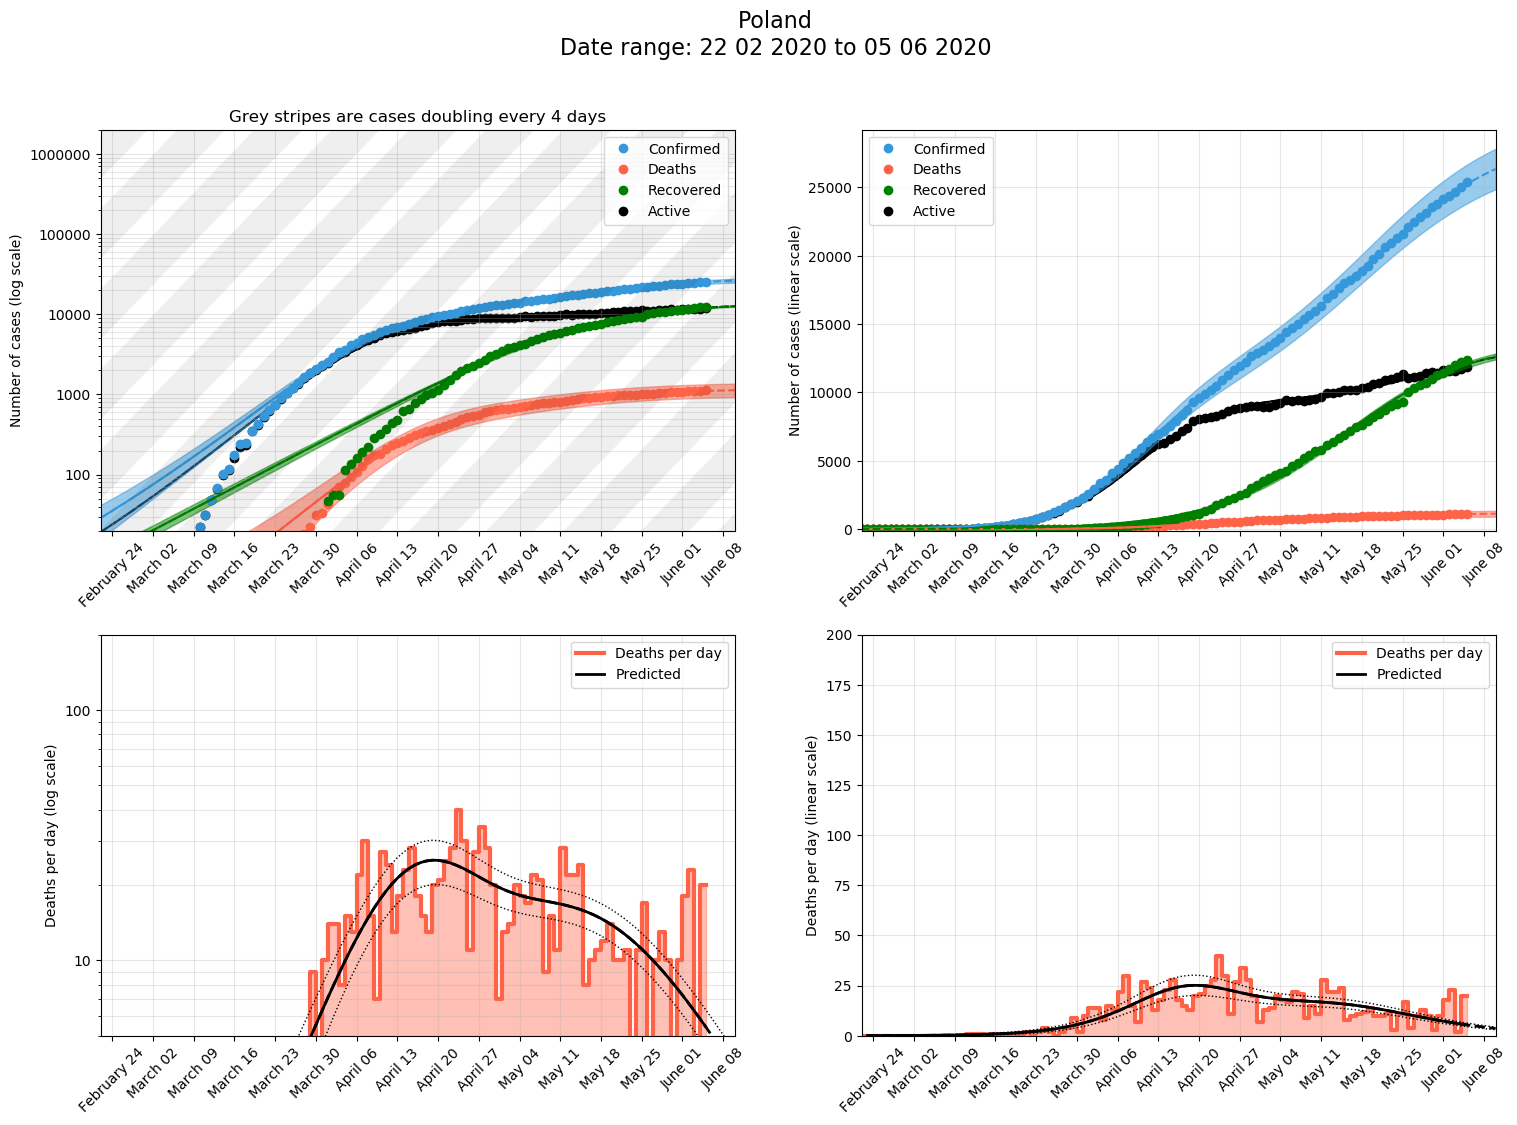 Poland
Date range: 22 02 2020 to 05 06 2020
Grey stripes are cases doubling every 4 days
Number of cases (log scale)
1000000
100000
10000
1000
100
Confirmed
Deaths
Recovered
Active
February 24
March 02
March 09
March 16
March 23
March 30
April 06
April 13
April 20
April 27
May 04
May 11
May 18
May 25
June 01
June 08
Number of cases (linear scale)
25000
20000
15000
10000
5000
0
Confirmed
Deaths
Recovered
Active
February 24
March 02
March 09
March 16
March 23
March 30
April 06
April 13
April 20
April 27
May 04
May 11
May 18
May 25
June 01
June 08
Deaths per day (log scale)
100
10
Deaths per day
Predicted
February 24
March 02
March 09
March 16
March 23
March 30
April 06
April 13
April 20
April 27
May 04
May 11
May 18
May 25
June 01
June 08
Deaths per day (linear scale)
200
175
150
125
100
75
50
25
0
Deaths per day
Predicted
February 24
March 02
March 09
March 16
March 23
March 30
April 06
April 13
April 20
April 27
May 04
May 11
May 18
May 25
June 01
June 08